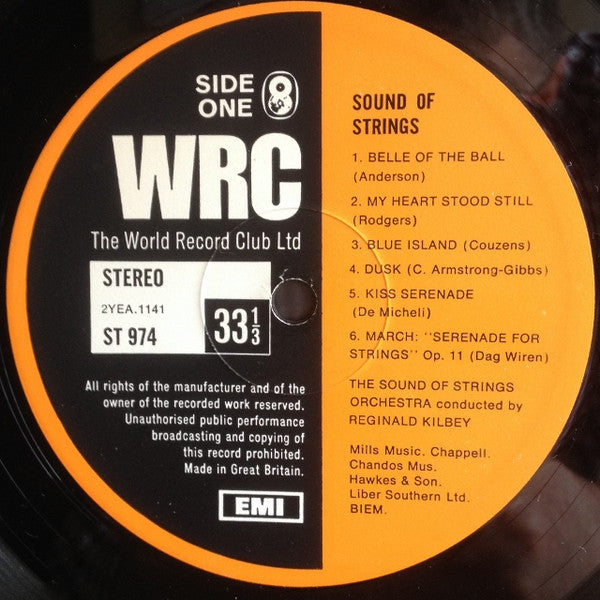 SIDE
ONE
WRC
The World Record Club Ltd
STEREO
2YEA.1141
ST 974
33 1/3
All rights of the manufacturer and of the
owner of the recorded work reserved.
Unauthorised public performance
broadcasting and copying of
this record prohibited.
Made in Great Britain.
EMI
SOUND OF
STRINGS
1. BELLE OF THE BALL
(Anderson)
2. MY HEART STOOD STILL
(Rodgers)
3. BLUE ISLAND (Couzens)
4. DUSK (C. Armstrong-Gibbs)
5. KISS SERENADE
(De Micheli)
6. MARCH: "SERENADE FOR
STRINGS" Op. 11 (Dag Wiren)
THE SOUND OF STRINGS
ORCHESTRA conducted by
REGINALD KILBEY
Mills Music. Chappell.
Chandos Mus.
Hawkes & Son.
Liber Southern Ltd.
BIEM.